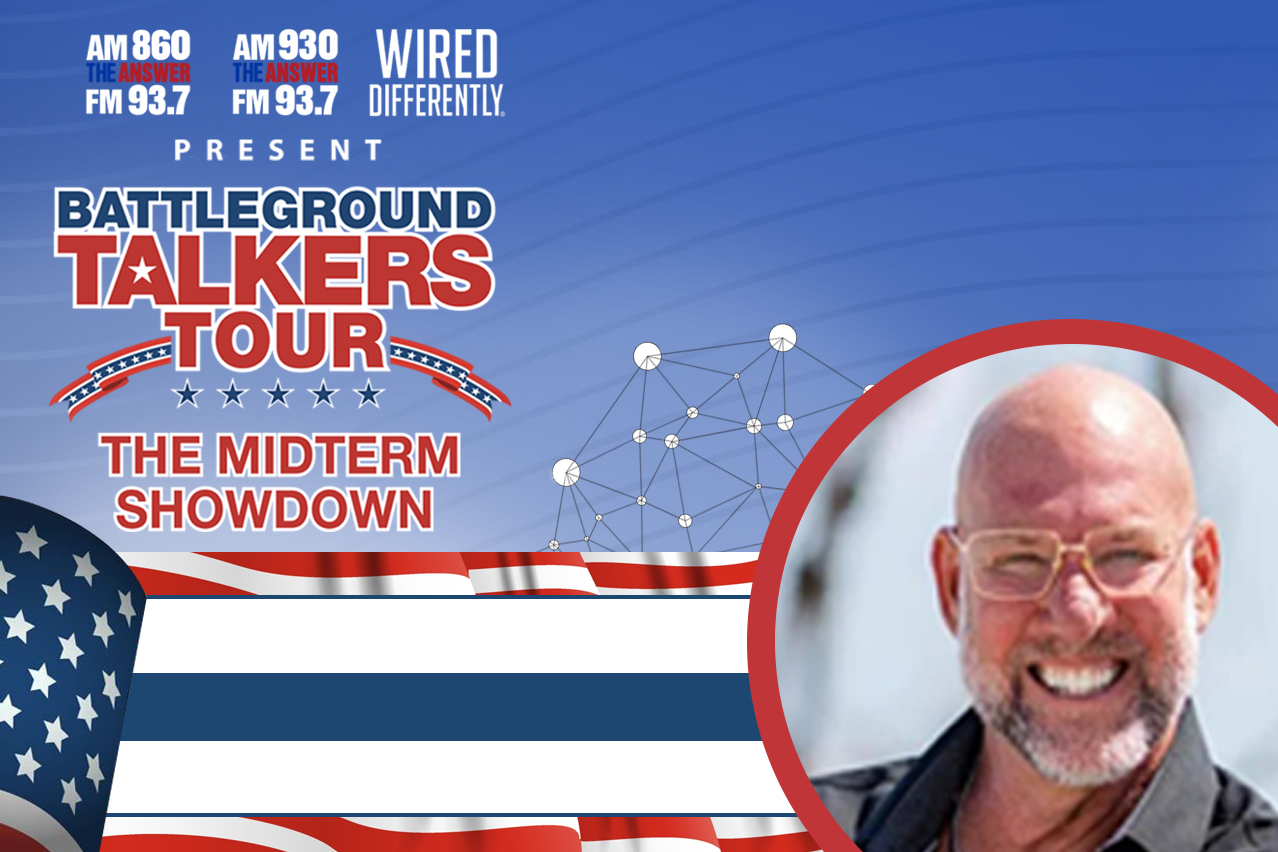 AM 860
THE ANSWER
FM 93.7
AM 930
THE ANSWER
FM 93.7
WIRED
DIFFERENTLY®
PRESENT
BATTLEGROUND
TALKERS
TOUR
THE MIDTERM
SHOWDOWN